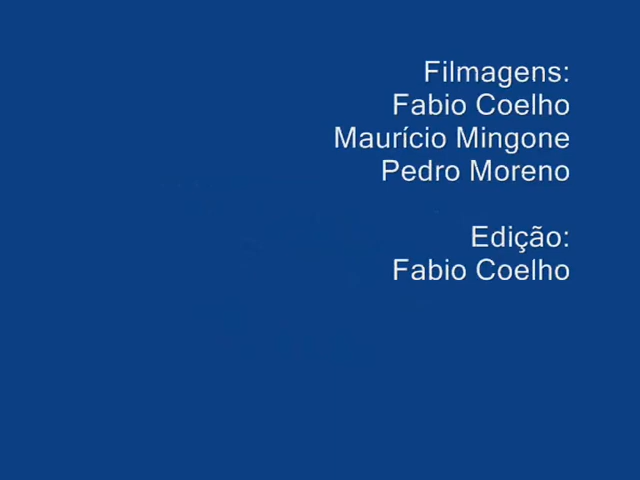 Filmagens:
Fabio Coelho
Maurício Mingone
Pedro Moreno
Edição:
Fabio Coelho